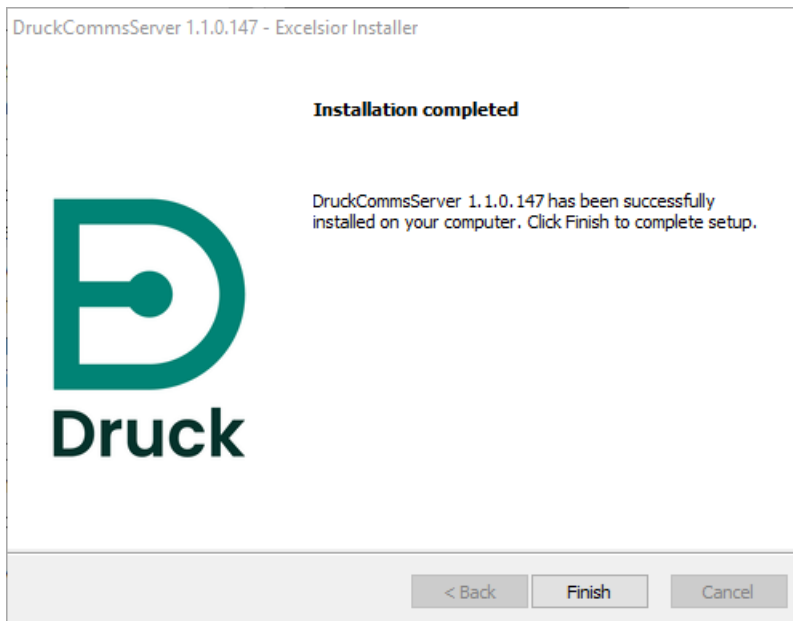 DruckCommsServer 1.1.0.147 - Excelsior Installer
Installation completed
DruckCommsServer 1.1.0.147 has been successfully
installed on your computer. Click Finish to complete setup.
Druck
< Back
Finish
Cancel